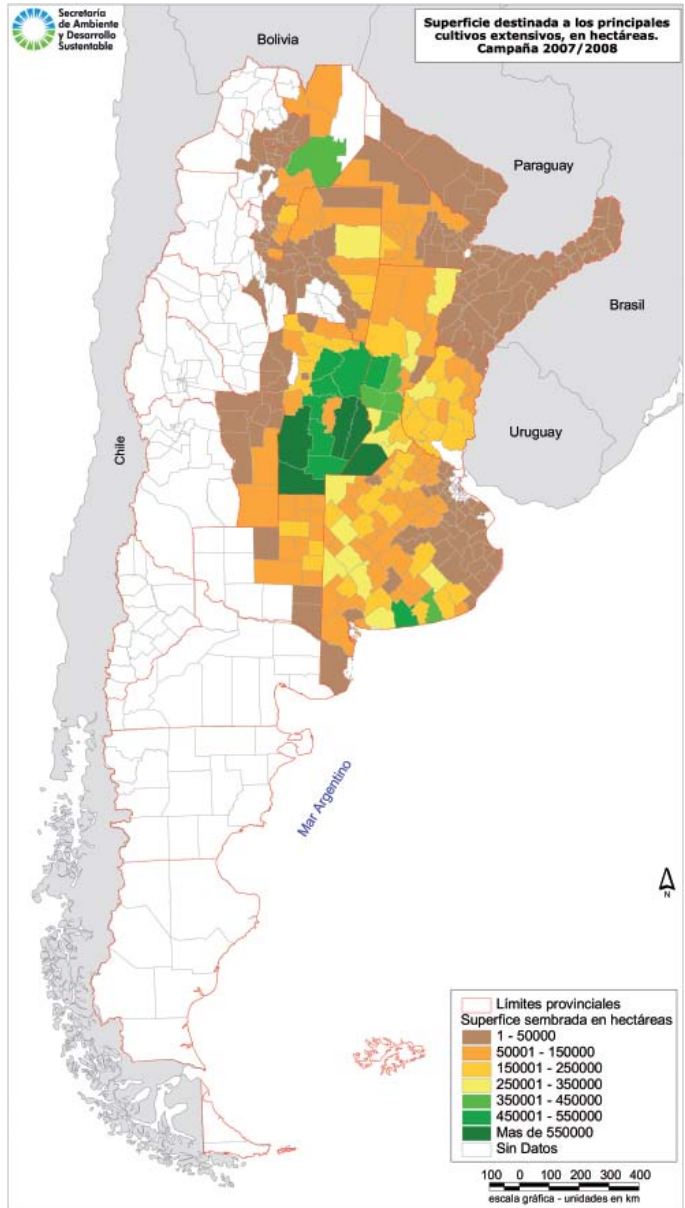 Secretaría
de Ambiente
y Desarrollo
Sustentable
Superficie destinada a los principales
cultivos extensivos, en hectáreas.
Campaña 2007/2008
Bolivia
Paraguay
Brasil
Chile
Uruguay
Mar Argentino
N
Límites provinciales
Superfice sembrada en hectáreas
1 - 50000
50001 - 150000
150001 - 250000
250001 - 350000
350001 - 450000
450001 - 550000
Mas de 550000
Sin Datos
100 0 100 200 300 400
escala gráfica - unidades en km